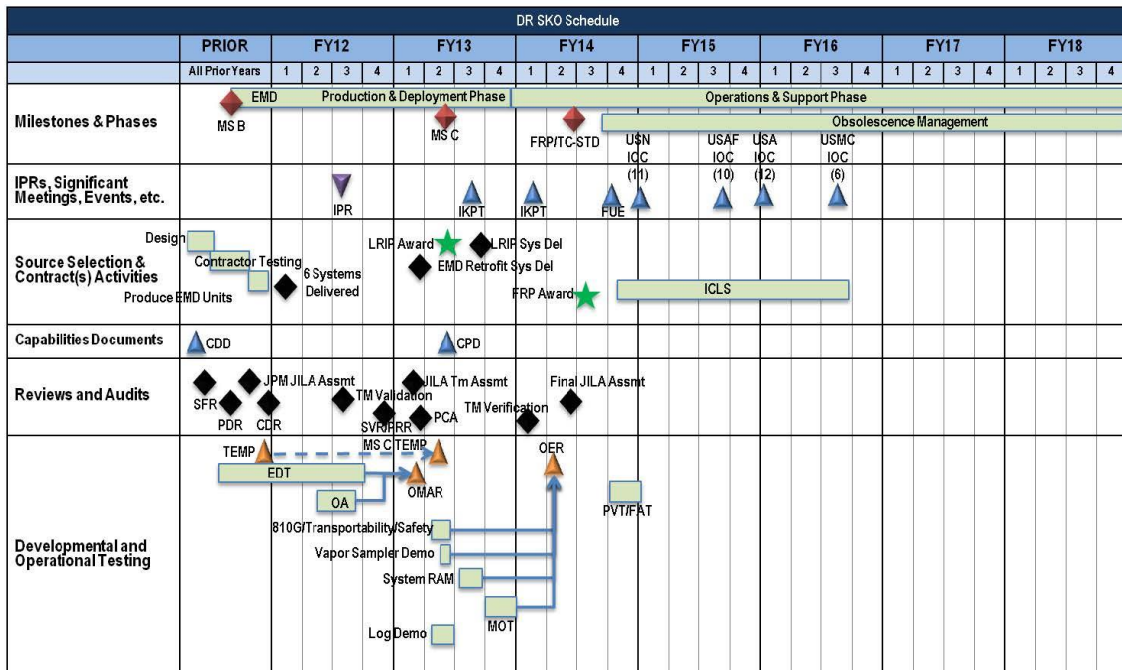 DR SKO Schedule
PRIOR FY12 FY13 FY14 FY15 FY16 FY17 FY18
All Prior Years 1 2 3 4 1 2 3 4 1 2 3 4 1 2 3 4 1 2 3 4 1 2 3 4 1 2 3 4
Milestones & Phases
EMD
Production & Deployment Phase
Operations & Support Phase
MS B
MS C
FRP/TC-STD
Obsolescence Management
USN
IOC
(11)
USAF
IOC
(10)
USA
IOC
(12)
USMC
IOC
(6)
IPRs, Significant
Meetings, Events, etc.
IPR
IKPT
IKPT
FUE
Source Selection &
Contract(s) Activities
Design
Contractor Testing
Produce EMD Units
6 Systems
Delivered
LRIP Award
LRIP Sys Del
EMD Retrofit Sys Del
FRP Award
ICLS
Capabilities Documents
CDD
CPD
Reviews and Audits
SFR
PDR
JPM JILA Assmt
CDR
TM Validation
SVR/PRR
JILA Tm Assmt
PCA
TM Verification
Final JILA Assmt
Developmental and
Operational Testing
TEMP
MS C TEMP
EDT
OA
OMAR
OER
810G/Transportability/Safety
Vapor Sampler Demo
System RAM
MOT
Log Demo
PVT/FAT